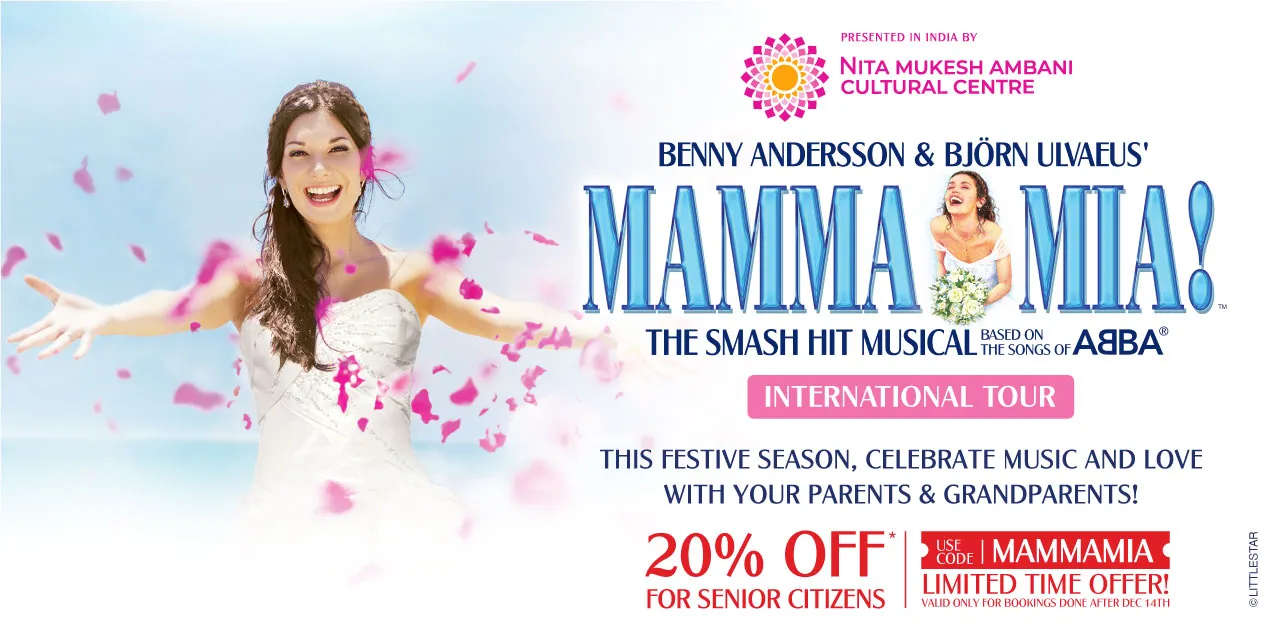 PRESENTED IN INDIA BY
NITA MUKESH AMBANI
CULTURAL CENTRE
BENNY ANDERSSON & BJÖRN ULVAEUS'
MAMMA MIA! ™
THE SMASH HIT MUSICAL BASED ON THE SONGS OF ABBA®
INTERNATIONAL TOUR
THIS FESTIVE SEASON, CELEBRATE MUSIC AND LOVE
WITH YOUR PARENTS & GRANDPARENTS!
20% OFF*
FOR SENIOR CITIZENS
USE CODE | MAMMAMIA
LIMITED TIME OFFER!
VALID ONLY FOR BOOKINGS DONE AFTER DEC 14TH
© LITTLESTAR